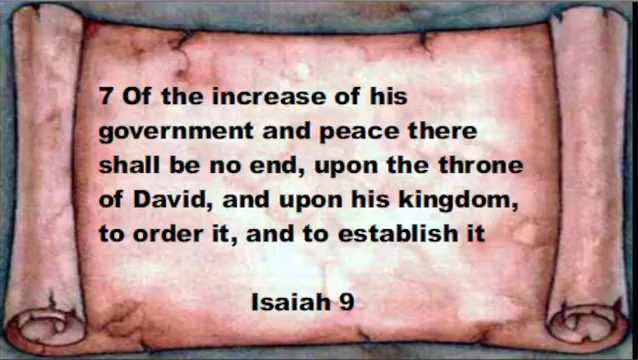 7 Of the increase of his
government and peace there
shall be no end, upon the throne
of David, and upon his kingdom,
to order it, and to establish it
Isaiah 9